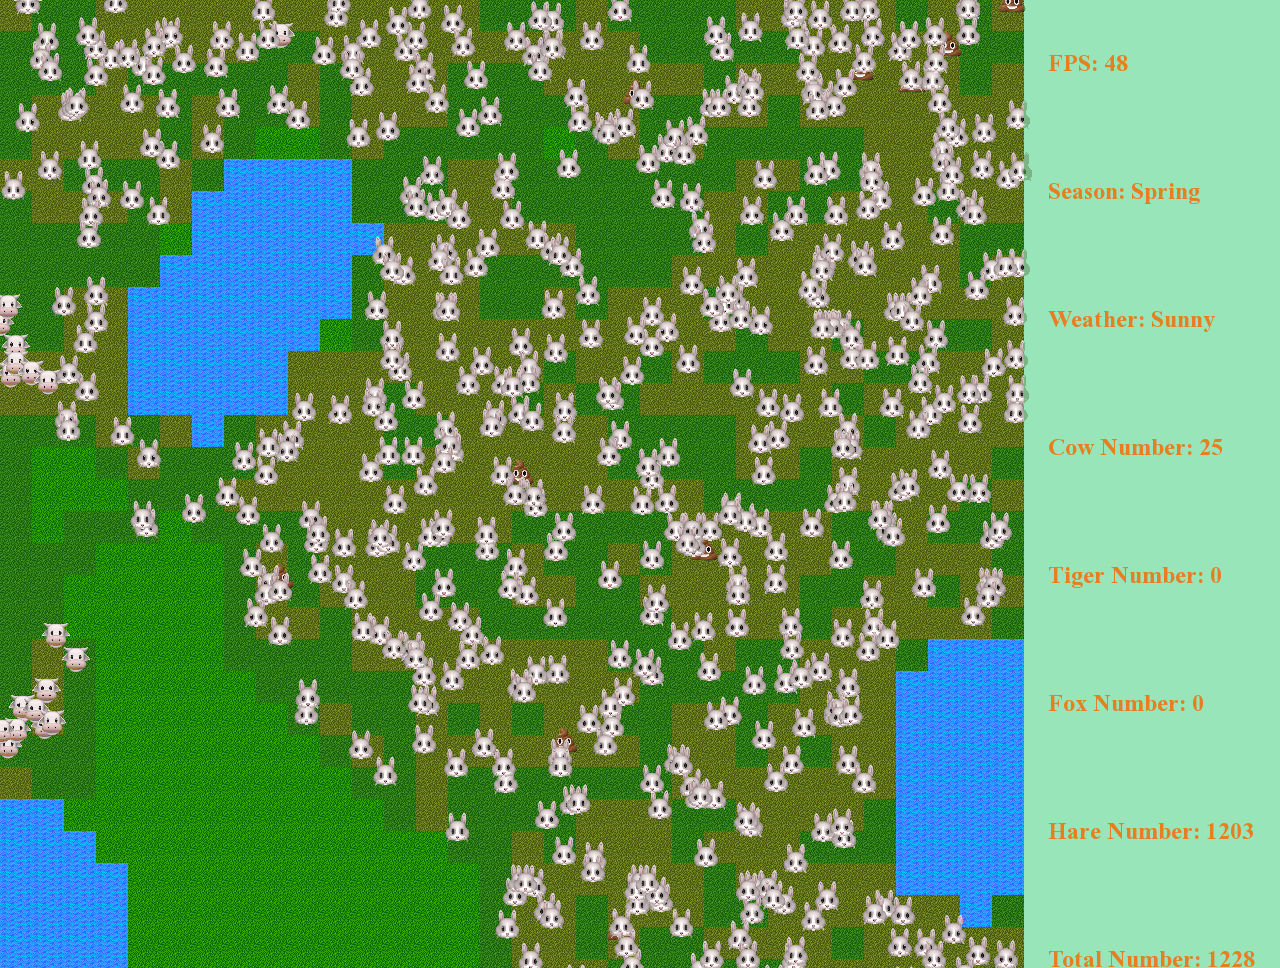 FPS: 48
Season: Spring
Weather: Sunny
Cow Number: 25
Tiger Number: 0
Fox Number: 0
Hare Number: 1203
Total Number: 1228